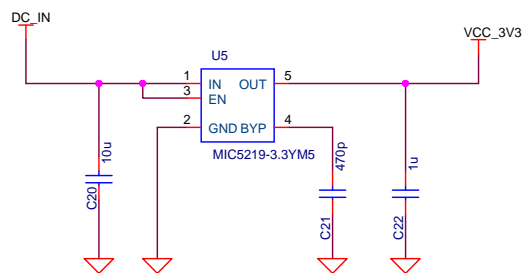 DC_IN
VCC_3V3
U5
1 IN OUT 5
3 EN
2 GND BYP 4
MIC5219-3.3YM5
10u
C20
470p
C21
1u
C22